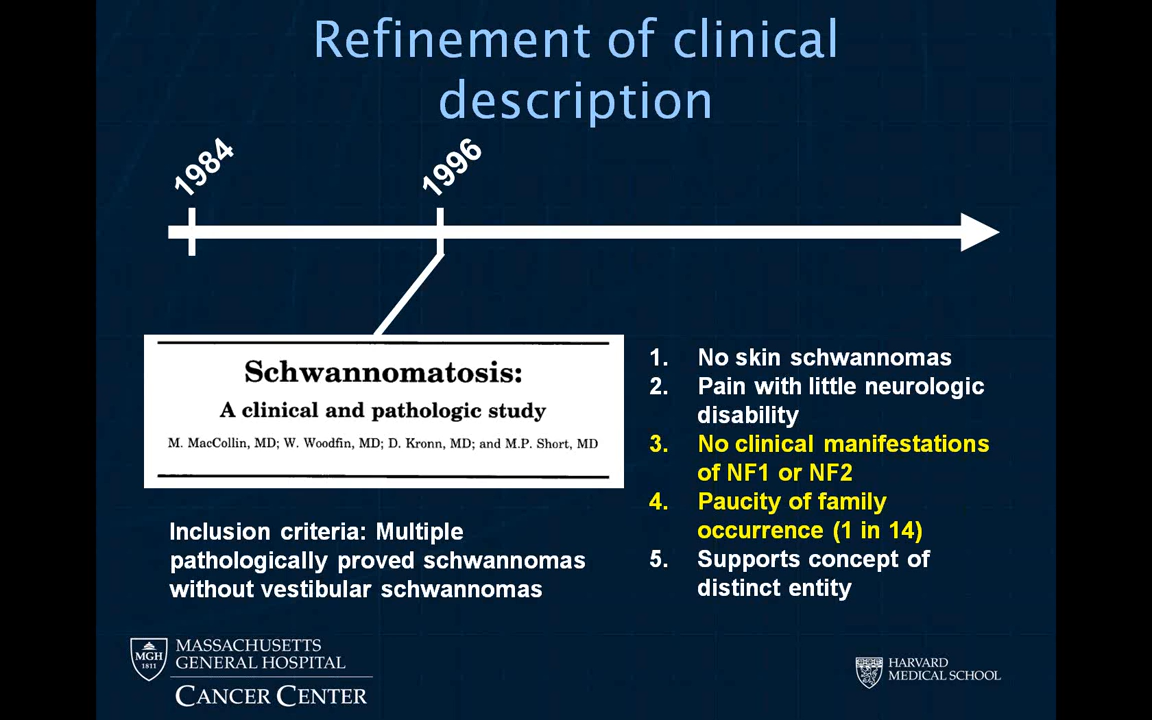 Refinement of clinical
description
1984
1996
Schwannomatosis:
A clinical and pathologic study
M. MacCollin, MD; W. Woodfin, MD; D. Kronn, MD; and M.P. Short, MD
Inclusion criteria: Multiple
pathologically proved schwannomas
without vestibular schwannomas
1. No skin schwannomas
2. Pain with little neurologic
disability
3. No clinical manifestations
of NF1 or NF2
4. Paucity of family
occurrence (1 in 14)
5. Supports concept of
distinct entity
MGH
1811
MASSACHUSETTS
GENERAL HOSPITAL
CANCER CENTER
HARVARD
MEDICAL SCHOOL